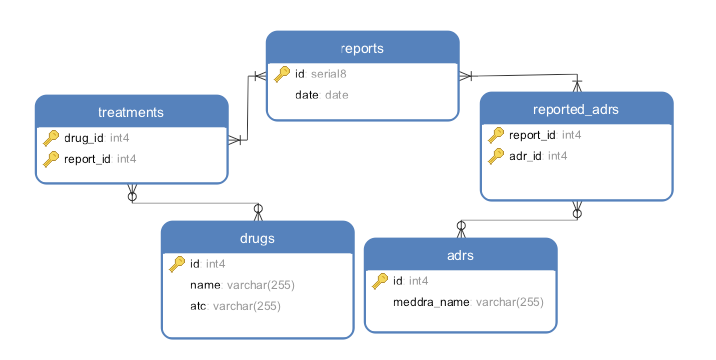 reports
id: serial8
date: date
treatments
drug_id: int4
report_id: int4
reported_adrs
report_id: int4
adr_id: int4
drugs
id: int4
name: varchar(255)
atc: varchar(255)
adrs
id: int4
meddra_name: varchar(255)